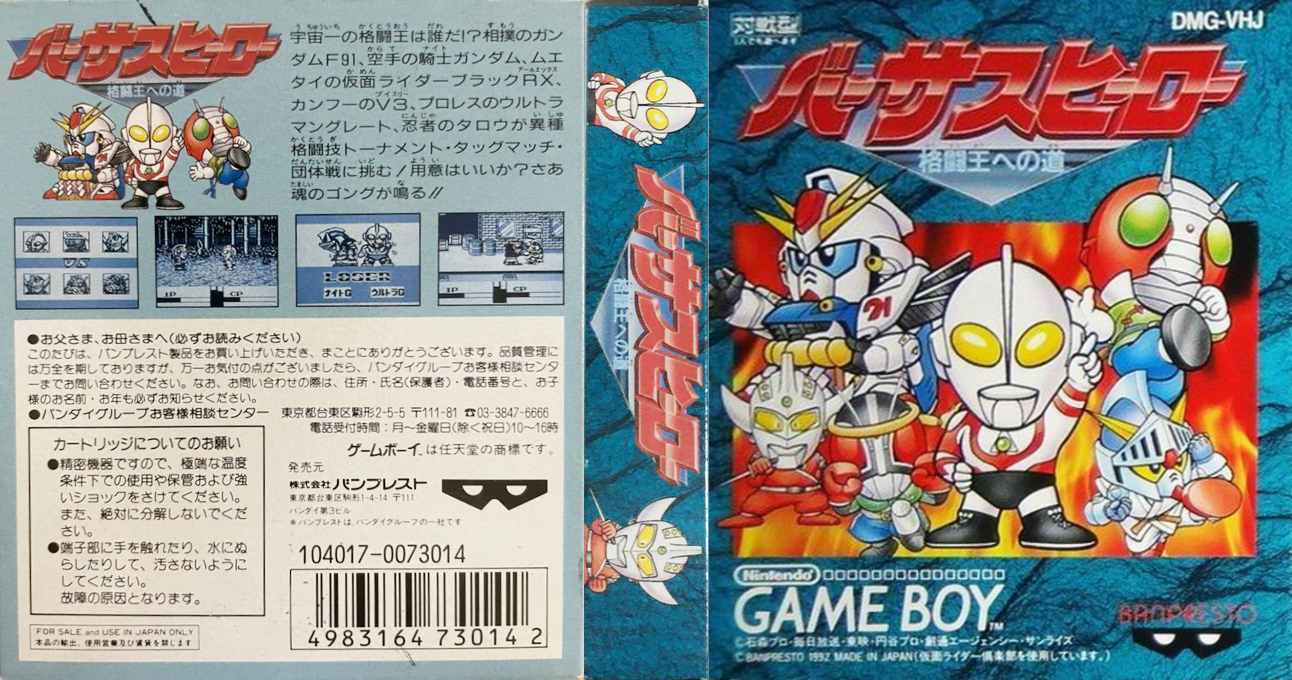 バーサスヒーロー
格闘王への道
宇宙一の格闘王は誰だ!?相撲のガン
ダムF91、空手の騎士ガンダム、ムエ
タイの仮面ライダーブラックRX、
カンフーのV3、プロレスのウルトラ
マングレート、忍者のタロウが異種
格闘技トーナメント・タッグマッチ・
団体戦に挑む!用意はいいか?さあ
魂のゴングが鳴る!!
1P CP
LOSER
ナイトG ウルトラG
1P CP
●お父さま、お母さまへ(必ずお読みください)
このたびは、バンプレスト製品をお買い上げいただき、まことにありがとうございます。品質管理に
は万全を期しておりますが、万一お気付の点がございましたら、バンダイグループお客様相談センタ
ーまでお問い合わせください。なお、お問い合わせの際は、住所・氏名(保護者)・電話番号と、お子
様のお名前・お年も必ずお知らせください。
●バンダイグループお客様相談センター 東京都台東区駒形2-5-5 〒111-81 ☎03-3847-6666
電話受付時間:月〜金曜日(除く祝日)10〜16時
カートリッジについてのお願い
●精密機器ですので、極端な温度
条件下での使用や保管および強
いショックをさけてください。
また、絶対に分解しないでくだ
さい。
●端子部に手を触れたり、水にぬ
らしたりして、汚さないように
してください。
故障の原因となります。
ゲームボーイは任天堂の商標です。
発売元
株式会社バンプレスト
東京都台東区駒形1-4-14 〒111
バンダイ第3ビル
※バンプレストは、バンダイグループの一社です
104017-0073014
4983164 730142
FOR SALE and USE IN JAPAN ONLY
本品の輸出、使用営業及び賃貸を禁じます
バーサスヒーロー
格闘王への道
対戦型
1人でも遊べます
DMG-VHJ
バーサスヒーロー
格闘王への道
91
Nintendo
GAME BOY™
BANPRESTO
©石森プロ・毎日放送・東映・円谷プロ・創通エージェンシー・サンライズ
©BANPRESTO 1992 MADE IN JAPAN(仮面ライダー倶楽部を使用しています。)